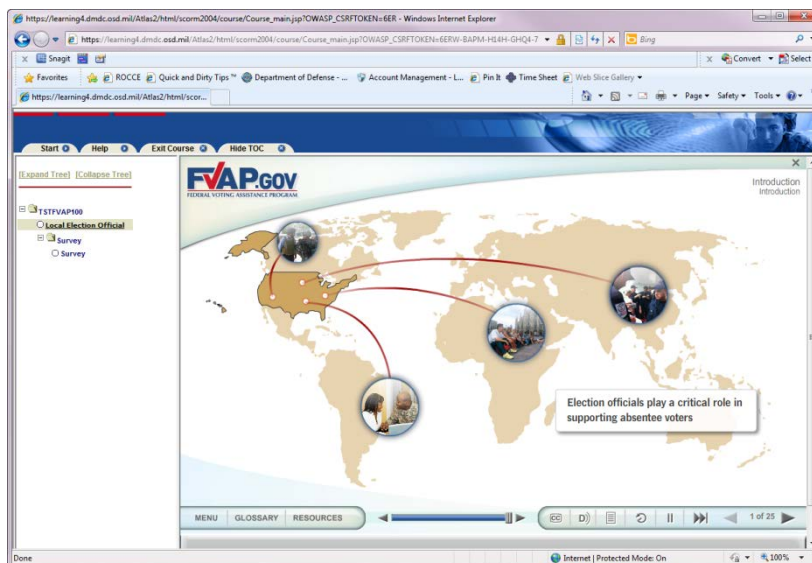 https://learning4.dmdc.osd.mil/Atlas2/html/scorm2004/course/Course_main.jsp?OWASP_CSRFTOKEN=6ER - Windows Internet Explorer
https://learning4.dmdc.osd.mil/Atlas2/html/scorm2004/course/Course_main.jsp?OWASP_CSRFTOKEN=6ERW-BAPM-H14H-GHQ4-7
Bing
x Snagit
x Convert Select
Favorites ROCCE Quick and Dirty Tips ™ Department of Defense - ... Account Management - L... Pin It Time Sheet Web Slice Gallery
https://learning4.dmdc.osd.mil/Atlas2/html/scor...
Page Safety Tools
Start Help Exit Course Hide TOC
[Expand Tree] [Collapse Tree]
TSTFVAP100
Local Election Official
Survey
Survey
FVAP.GOV
FEDERAL VOTING ASSISTANCE PROGRAM
Introduction
Introduction
Election officials play a critical role in
supporting absentee voters
MENU GLOSSARY RESOURCES
CC D)) 1 of 25
Done Internet | Protected Mode: On 100%